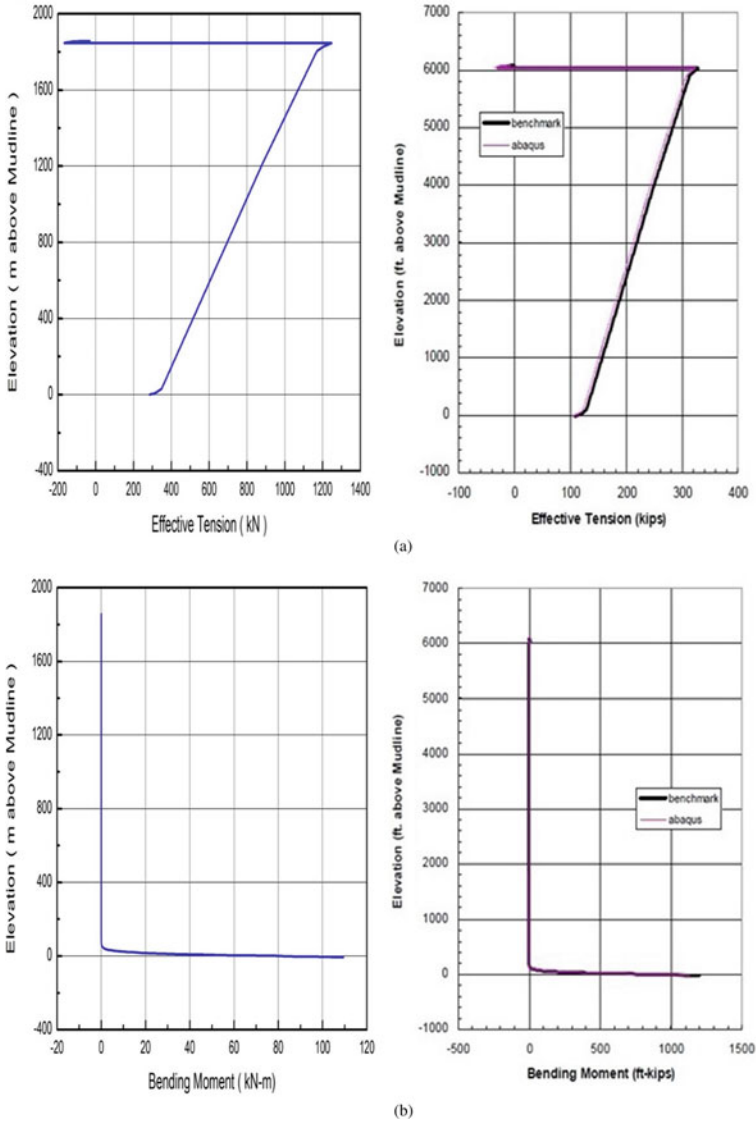 2000
1600
1200
800
400
0
-400
-200 0 200 400 600 800 1000 1200 1400
Elevation ( m above Mudline )
Effective Tension ( kN )
7000
6000
5000
4000
3000
2000
1000
0
-1000
-100 0 100 200 300 400
Elevation (ft. above Mudline)
Effective Tension (kips)
benchmark
abaqus
(a)
2000
1600
1200
800
400
0
-400
-20 0 20 40 60 80 100 120
Elevation ( m above Mudline )
Bending Moment ( kN-m)
7000
6000
5000
4000
3000
2000
1000
0
-1000
-500 0 500 1000 1500
Elevation (ft. above Mudline)
Bending Moment (ft-kips)
benchmark
abaqus
(b)